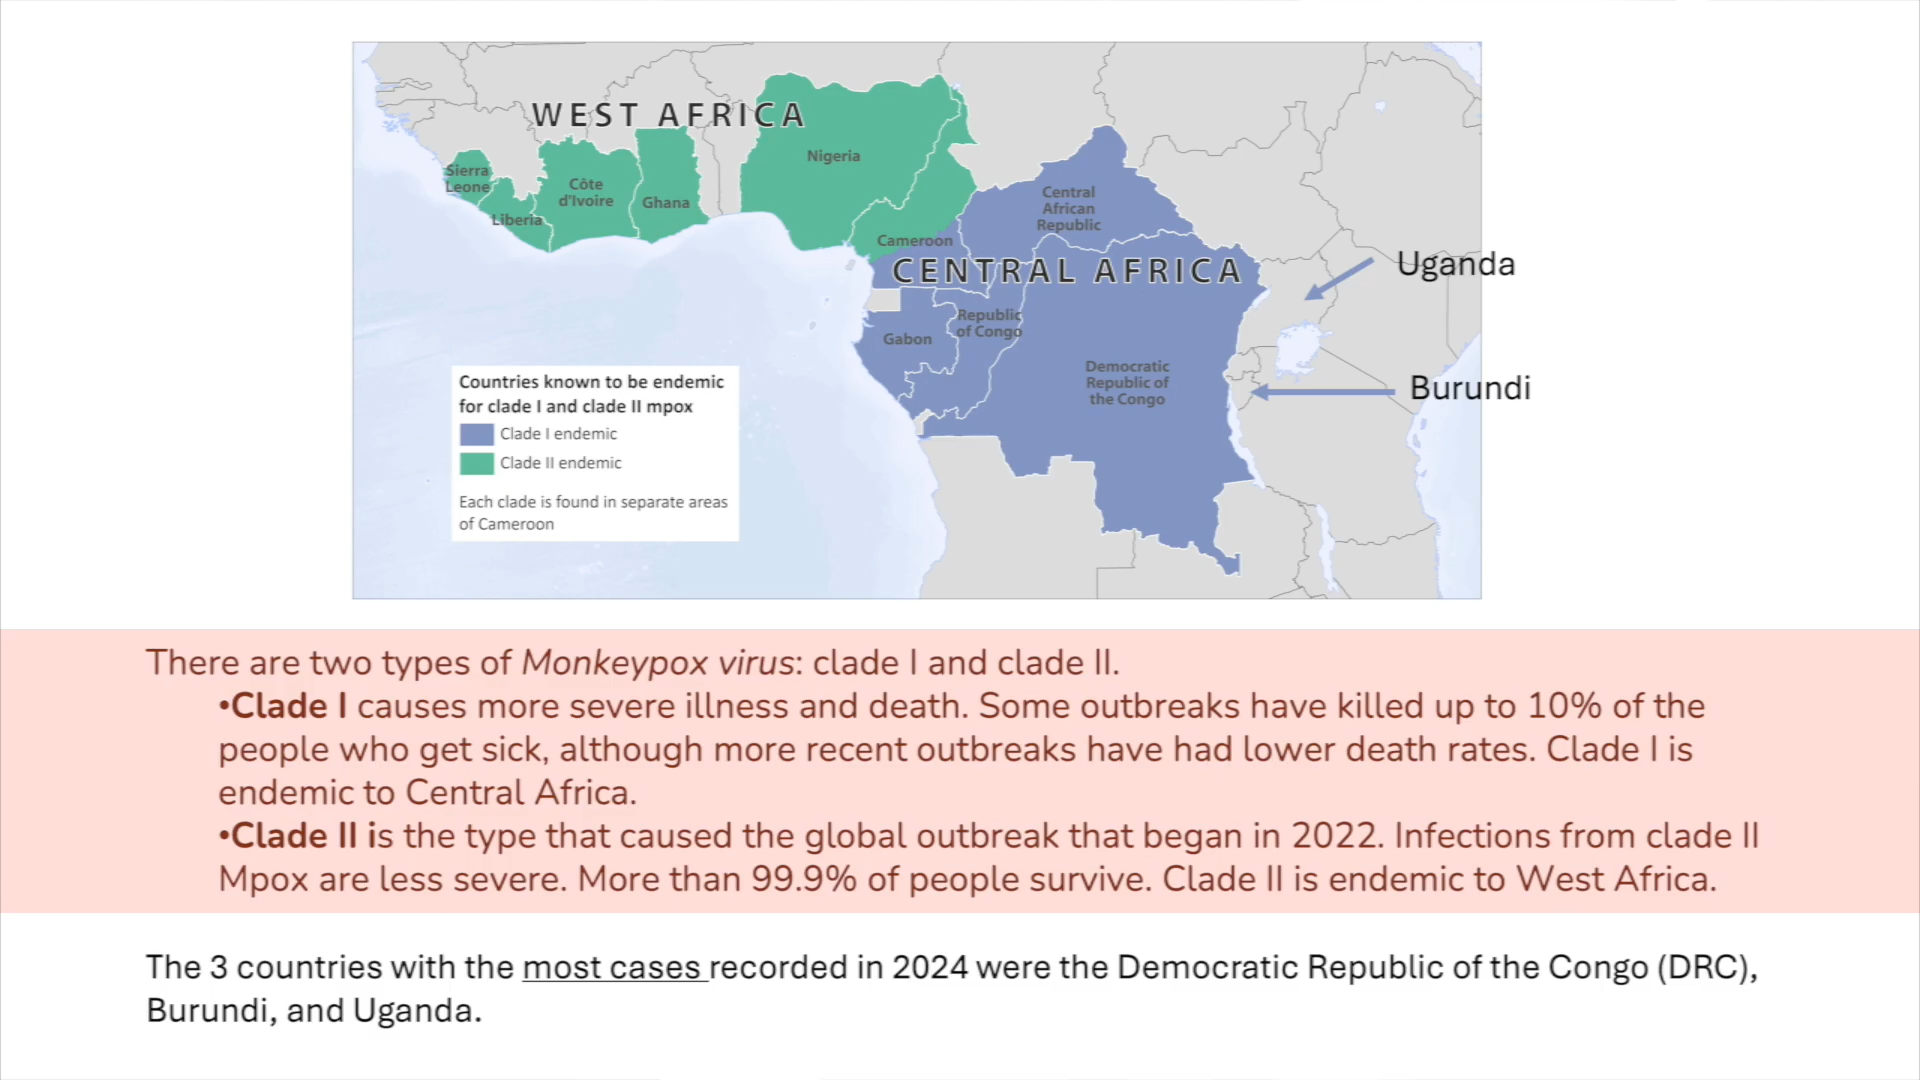 WEST AFRICA
Nigeria
Sierra
Leone
Côte
d'Ivoire
Ghana
Liberia
Central
African
Republic
Cameroon
CENTRAL AFRICA
Uganda
Republic
of Congo
Gabon
Democratic
Republic of
the Congo
Burundi
Countries known to be endemic
for clade I and clade II mpox
Clade I endemic
Clade II endemic
Each clade is found in separate areas
of Cameroon
There are two types of Monkeypox virus: clade I and clade II.
•Clade I causes more severe illness and death. Some outbreaks have killed up to 10% of the
people who get sick, although more recent outbreaks have had lower death rates. Clade I is
endemic to Central Africa.
•Clade II is the type that caused the global outbreak that began in 2022. Infections from clade II
Mpox are less severe. More than 99.9% of people survive. Clade II is endemic to West Africa.
The 3 countries with the most cases recorded in 2024 were the Democratic Republic of the Congo (DRC),
Burundi, and Uganda.